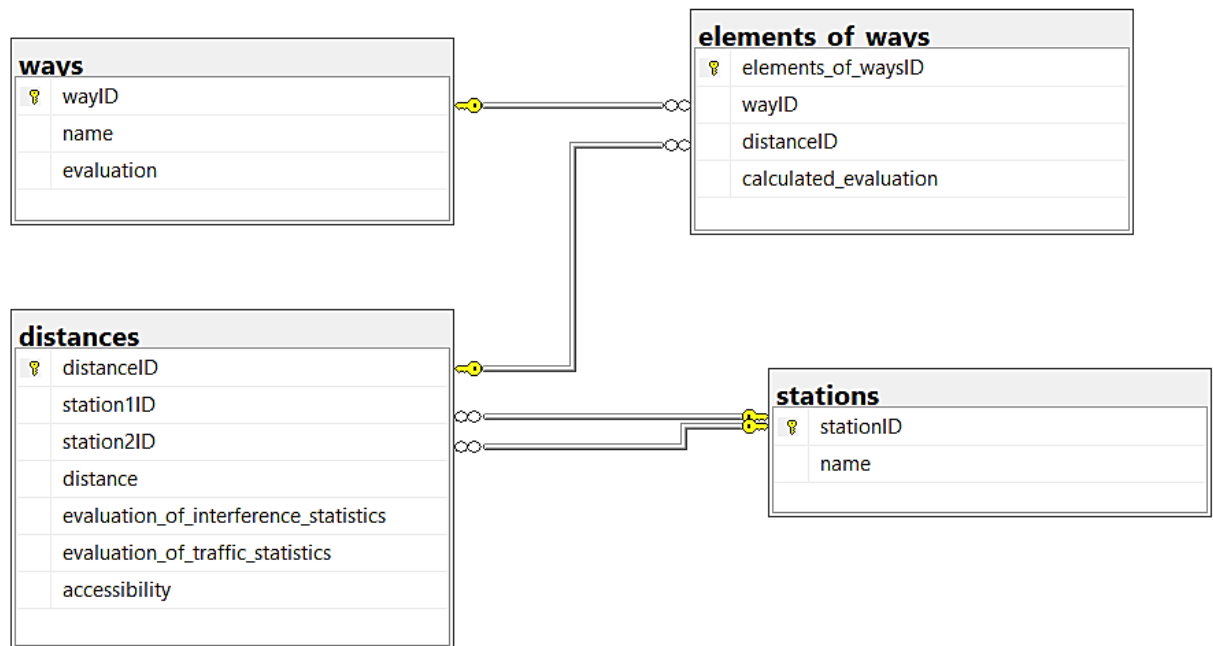 ways
wayID
name
evaluation
elements_of_ways
elements_of_waysID
wayID
distanceID
calculated_evaluation
distances
distanceID
station1ID
station2ID
distance
evaluation_of_interference_statistics
evaluation_of_traffic_statistics
accessibility
stations
stationID
name